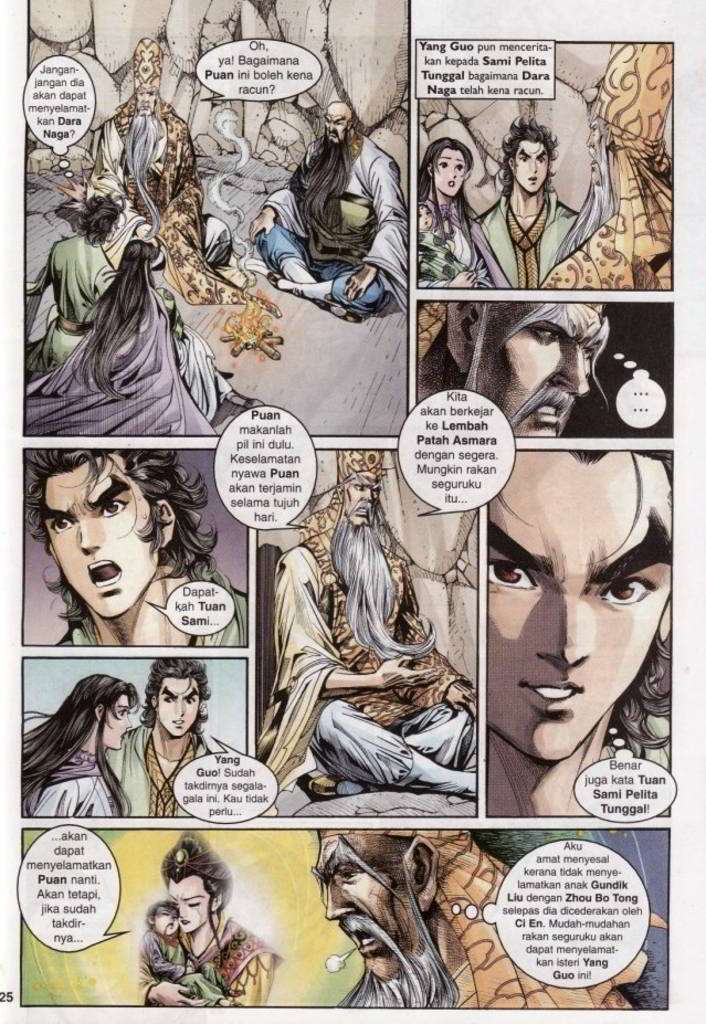 Jangan-
jangan dia
akan dapat
menyelamat-
kan Dara
Naga?
Oh,
ya! Bagaimana
Puan ini boleh kena
racun?
Yang Guo pun mencerita-
kan kepada Sami Pelita
Tunggal bagaimana Dara
Naga telah kena racun.
...
...
Dapat-
kah Tuan
Sami...
Puan
makanlah
pil ini dulu.
Keselamatan
nyawa Puan
akan terjamin
selama tujuh
hari.
Kita
akan berkejar
ke Lembah
Patah Asmara
dengan segera.
Mungkin rakan
seguruku
itu...
Benar
juga kata Tuan
Sami Pelita
Tunggal!
Yang
Guo! Sudah
takdirnya segala-
gala ini. Kau tidak
perlu...
...akan
dapat
menyelamatkan
Puan nanti.
Akan tetapi,
jika sudah
takdir-
nya...
Aku
amat menyesal
kerana tidak menye-
lamatkan anak Gundik
Liu dengan Zhou Bo Tong
selepas dia dicederakan oleh
Ci En. Mudah-mudahan
rakan seguruku akan
dapat menyelamat-
kan isteri Yang
Guo ini!
25